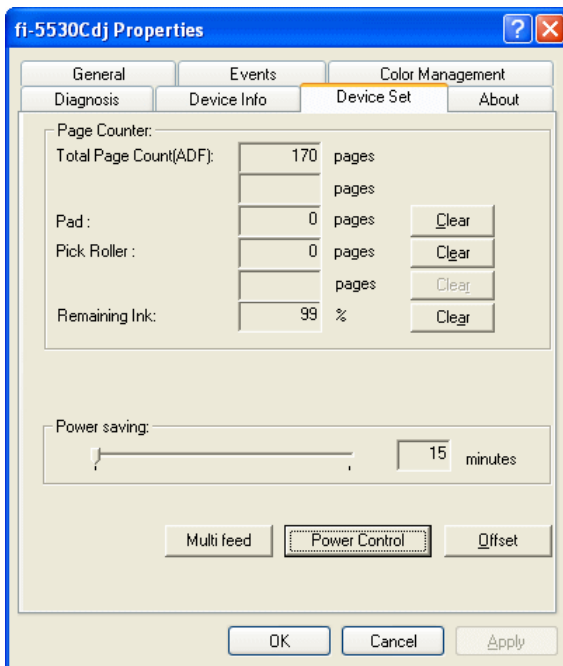 fi-5530Cdj Properties
General Events Color Management
Diagnosis Device Info Device Set About
Page Counter:
Total Page Count(ADF): 170 pages
pages
Pad : 0 pages Clear
Pick Roller : 0 pages Clear
pages Clear
Remaining Ink: 99 % Clear
Power saving:
15 minutes
Multi feed Power Control Offset
OK Cancel Apply